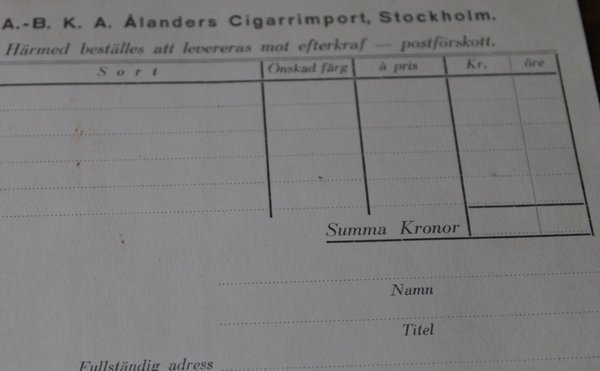 A.-B. K. A. Ålanders Cigarrimport, Stockholm.
Härmed beställes att levereras mot efterkraf — postförskott.
Sort Önskad färg à pris Kr. öre
Summa Kronor
Namn
Titel
Fullständig adress